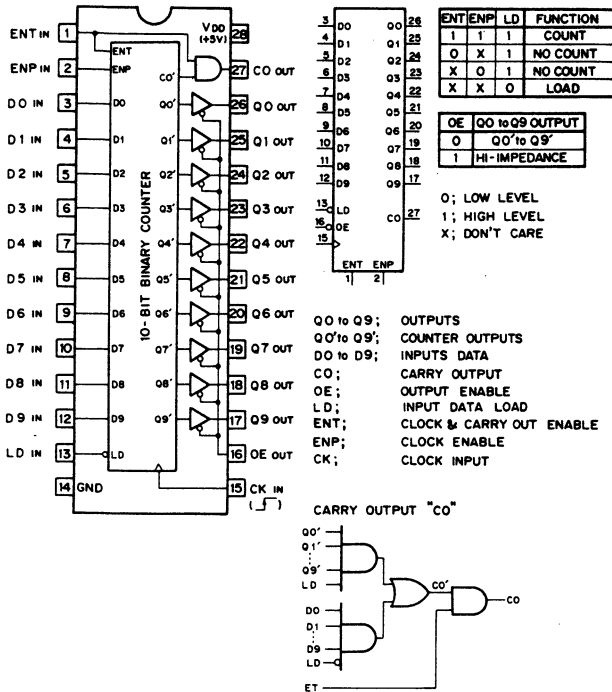 ENT IN 1
ENP IN 2
D0 IN 3
D1 IN 4
D2 IN 5
D3 IN 6
D4 IN 7
D5 IN 8
D6 IN 9
D7 IN 10
D8 IN 11
D9 IN 12
LD IN 13
14 GND
ENT
ENP
CO'
D0 Q0'
D1 Q1'
D2 Q2'
D3 Q3'
D4 Q4'
D5 Q5'
D6 Q6'
D7 Q7'
D8 Q8'
D9 Q9'
LD
10-BIT BINARY COUNTER
VDD
(+5V)
28
27 CO OUT
26 Q0 OUT
25 Q1 OUT
24 Q2 OUT
23 Q3 OUT
22 Q4 OUT
21 Q5 OUT
20 Q6 OUT
19 Q7 OUT
18 Q8 OUT
17 Q9 OUT
16 OE OUT
15 CK IN
3 D0 Q0 26
4 D1 Q1 25
5 D2 Q2 24
6 D3 Q3 23
7 D4 Q4 22
8 D5 Q5 21
9 D6 Q6 20
10 D7 Q7 19
11 D8 Q8 18
12 D9 Q9 17
13 LD
16 OE CO 27
15
ENT ENP
1 2
ENT ENP LD FUNCTION
1 1 1 COUNT
0 X 1 NO COUNT
X 0 1 NO COUNT
X X 0 LOAD
OE Q0 to Q9 OUTPUT
0 Q0' to Q9'
1 HI-IMPEDANCE
0; LOW LEVEL
1; HIGH LEVEL
X; DON'T CARE
Q0 to Q9; OUTPUTS
Q0' to Q9'; COUNTER OUTPUTS
D0 to D9; INPUTS DATA
CO; CARRY OUTPUT
OE; OUTPUT ENABLE
LD; INPUT DATA LOAD
ENT; CLOCK & CARRY OUT ENABLE
ENP; CLOCK ENABLE
CK; CLOCK INPUT
CARRY OUTPUT "CO"
Q0'
Q1'
Q9'
LD
D0
D1
D9
LD
CO'
CO
ET